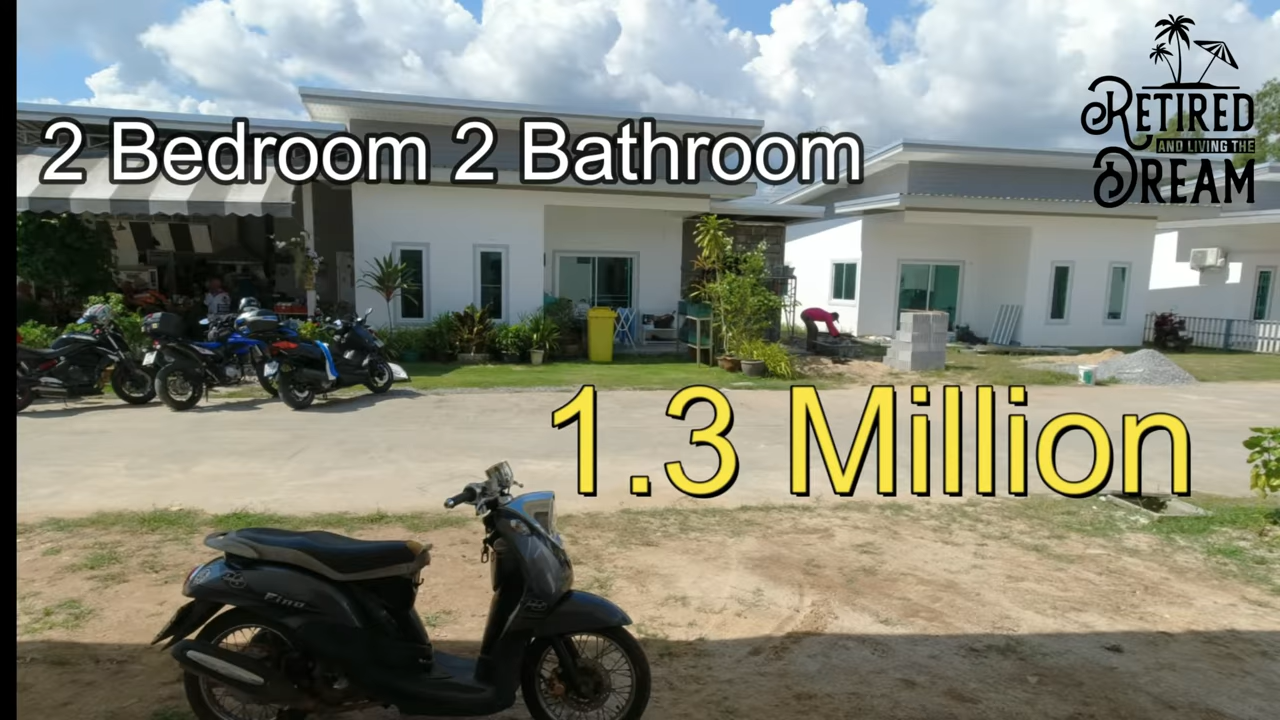 2 Bedroom 2 Bathroom
RETIRED
AND LIVING THE
DREAM
1.3 Million
Fino